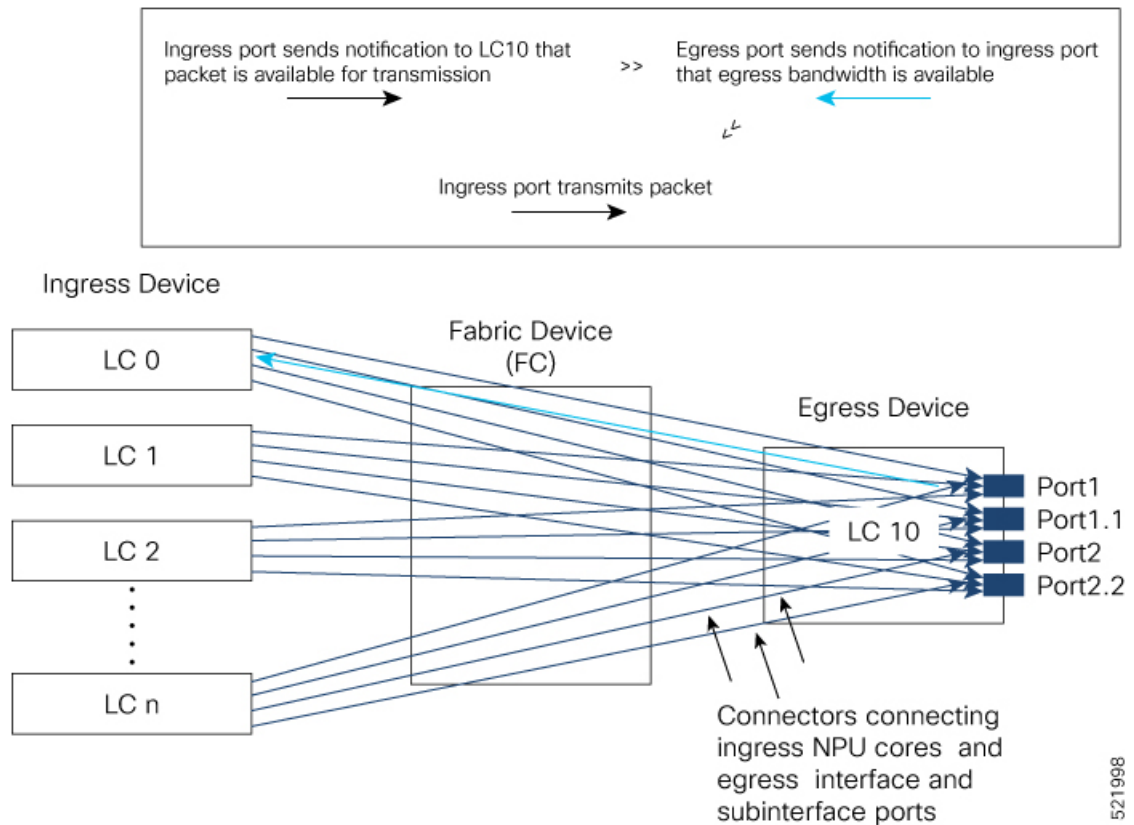 Ingress port sends notification to LC10 that
packet is available for transmission
>>
Egress port sends notification to ingress port
that egress bandwidth is available
>>
Ingress port transmits packet
Ingress Device
LC 0
LC 1
LC 2
LC n
Fabric Device
(FC)
Egress Device
LC 10
Port1
Port1.1
Port2
Port2.2
Connectors connecting
ingress NPU cores and
egress interface and
subinterface ports
521998